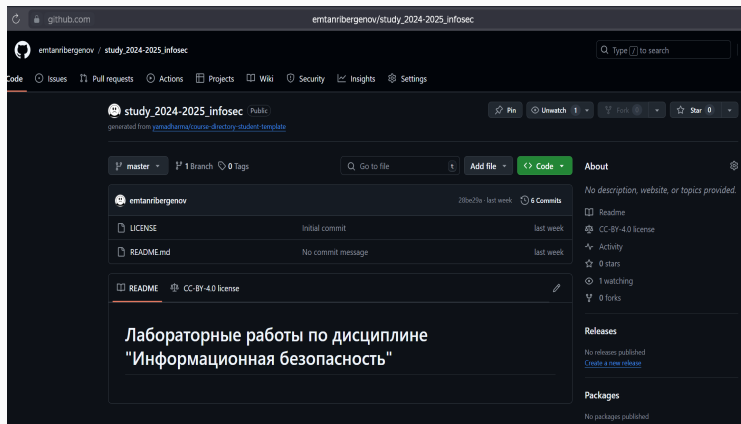 github.com
emtanribergenov/study_2024-2025_infosec
emtanribergenov / study_2024-2025_infosec
Type / to search
Code Issues Pull requests Actions Projects Wiki Security Insights Settings
study_2024-2025_infosec Public
Pin Unwatch 1 Fork 0 Star 0
generated from yamadharma/course-directory-student-template
master 1 Branch 0 Tags Go to file t Add file Code
About
No description, website, or topics provided.
emtanribergenov 28be29a · last week 6 Commits
LICENSE Initial commit last week
README.md No commit message last week
Readme
CC-BY-4.0 license
Activity
0 stars
1 watching
0 forks
README CC-BY-4.0 license
Лабораторные работы по дисциплине
"Информационная безопасность"
Releases
No releases published
Create a new release
Packages
No packages published